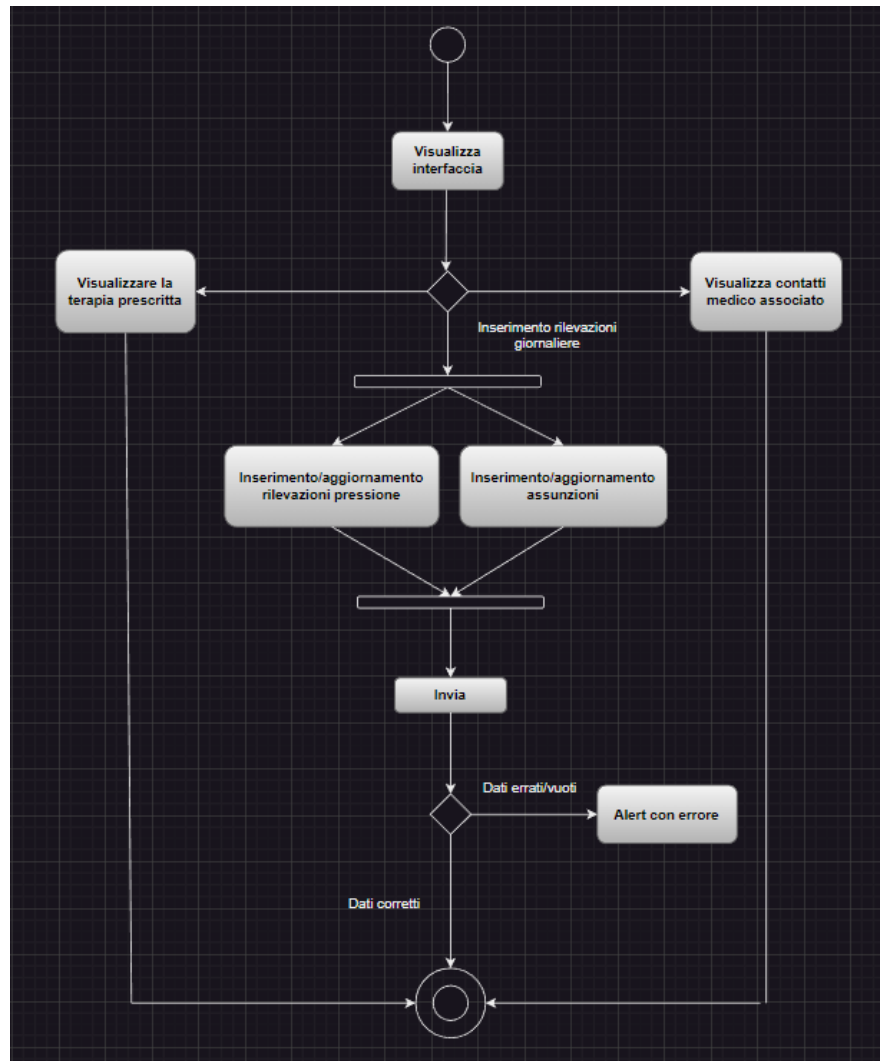 Visualizza
interfaccia
Visualizzare la
terapia prescritta
Visualizza contatti
medico associato
Inserimento rilevazioni
giornaliere
Inserimento/aggiornamento
rilevazioni pressione
Inserimento/aggiornamento
assunzioni
Invia
Dati errati/vuoti
Alert con errore
Dati corretti